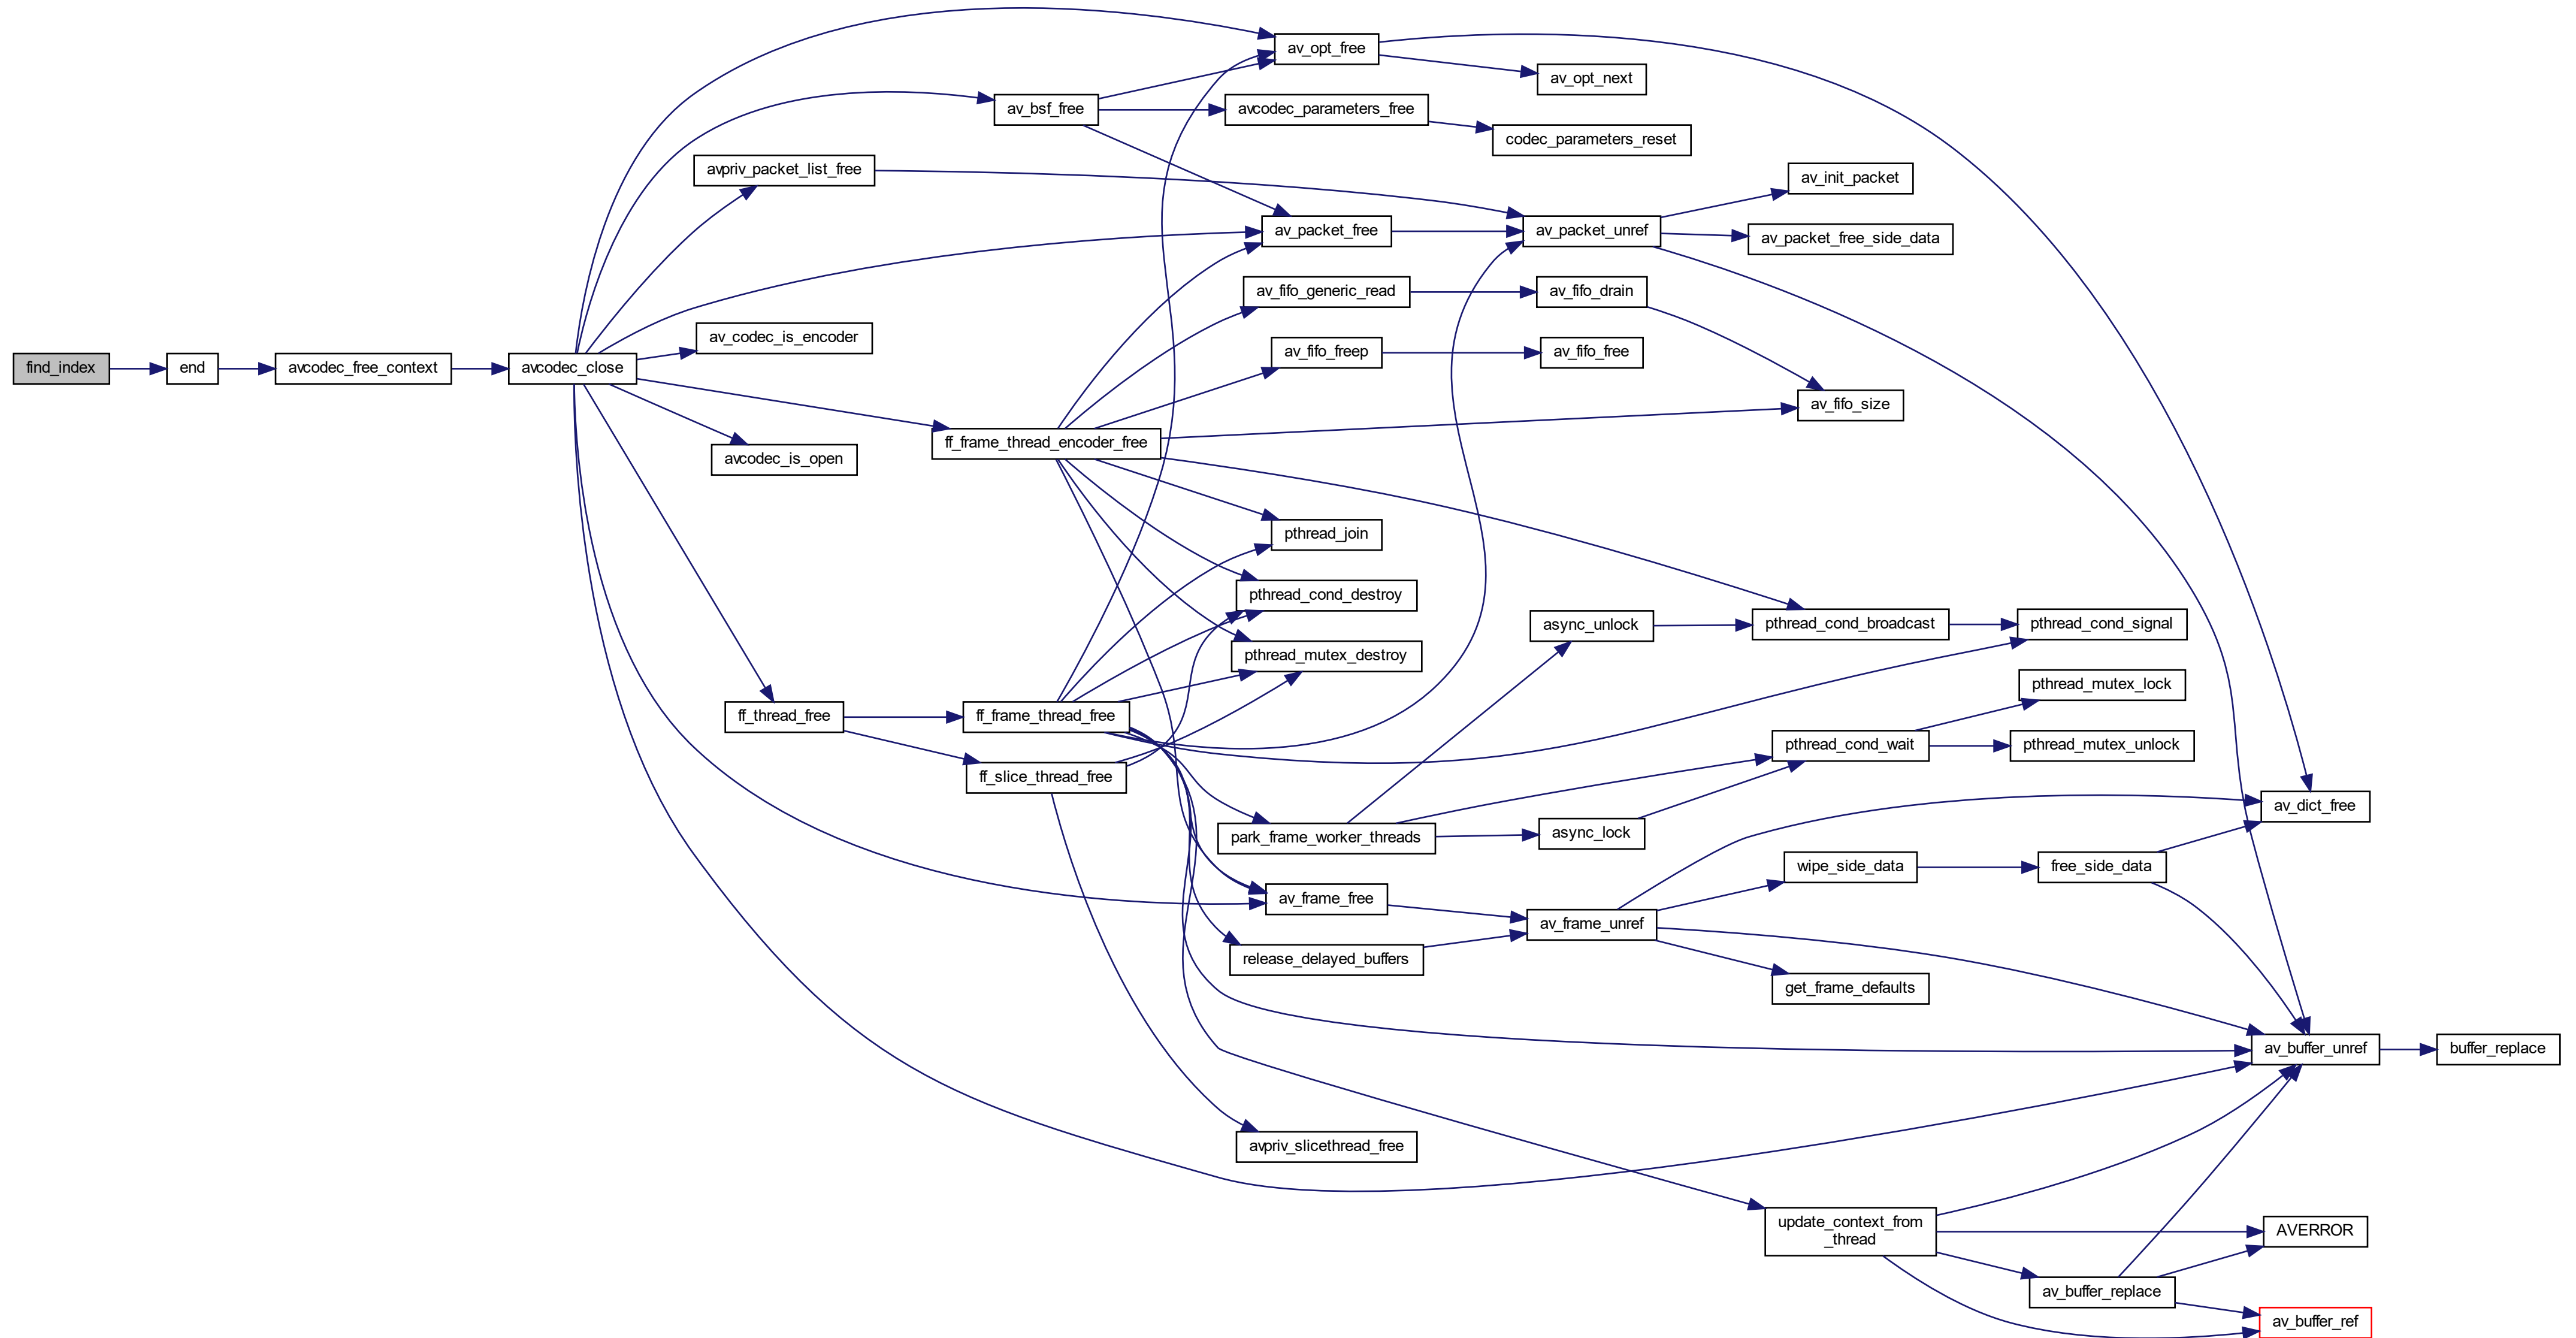 av_opt_free
av_opt_next
av_bsf_free
avcodec_parameters_free
codec_parameters_reset
avpriv_packet_list_free
av_init_packet
av_packet_free
av_packet_unref
av_packet_free_side_data
av_fifo_generic_read
av_fifo_drain
av_codec_is_encoder
av_fifo_freep
av_fifo_free
find_index
end
avcodec_free_context
avcodec_close
av_fifo_size
ff_frame_thread_encoder_free
avcodec_is_open
pthread_join
pthread_cond_destroy
async_unlock
pthread_cond_broadcast
pthread_cond_signal
pthread_mutex_destroy
pthread_mutex_lock
ff_thread_free
ff_frame_thread_free
pthread_cond_wait
pthread_mutex_unlock
ff_slice_thread_free
av_dict_free
park_frame_worker_threads
async_lock
wipe_side_data
free_side_data
av_frame_free
av_frame_unref
release_delayed_buffers
get_frame_defaults
av_buffer_unref
buffer_replace
avpriv_slicethread_free
update_context_from
_thread
AVERROR
av_buffer_replace
av_buffer_ref